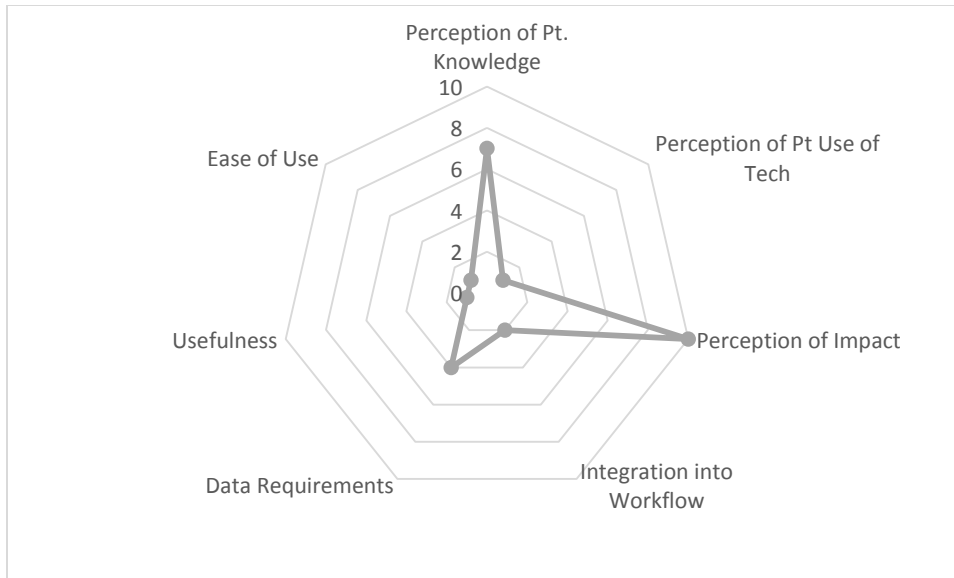 Perception of Pt.
Knowledge
10
8
6
4
2
0
Perception of Pt Use of
Tech
Ease of Use
Usefulness
Perception of Impact
Data Requirements
Integration into
Workflow